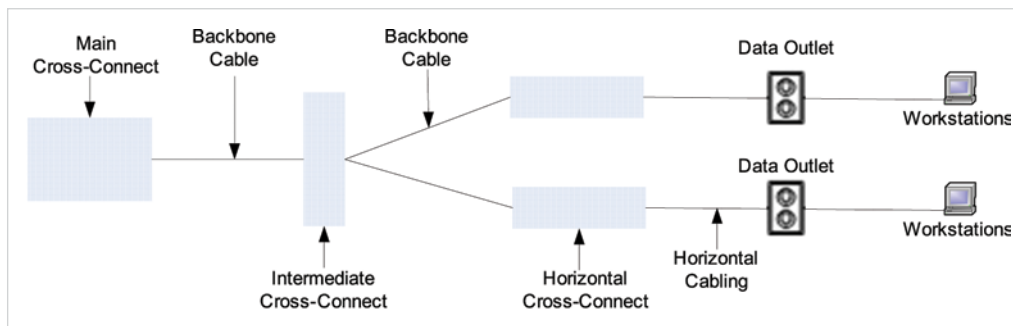 Main
Cross-Connect
Backbone
Cable
Backbone
Cable
Data Outlet
Workstations
Data Outlet
Workstations
Intermediate
Cross-Connect
Horizontal
Cross-Connect
Horizontal
Cabling